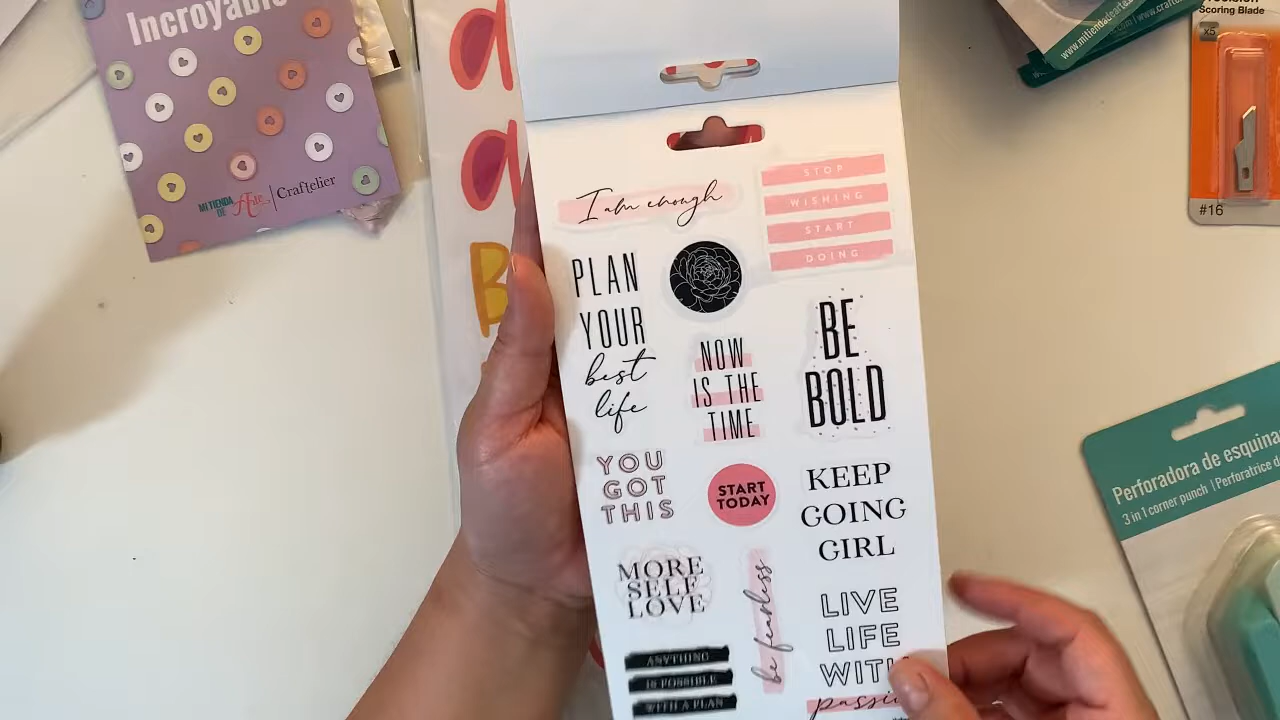 Incroyable
MI TIENDA
DE Arte
Craftelier
I am enough
STOP
WISHING
START
DOING
PLAN
YOUR
best
life
NOW
IS THE
TIME
BE
BOLD
YOU
GOT
THIS
START
TODAY
KEEP
GOING
GIRL
MORE
SELF
LOVE
be fearless
LIVE
LIFE
WITH
ANYTHING
IS POSSIBLE
WITH A PLAN
Scoring Blade
x5
#16
Perforadora de
3 in 1 corner punch |